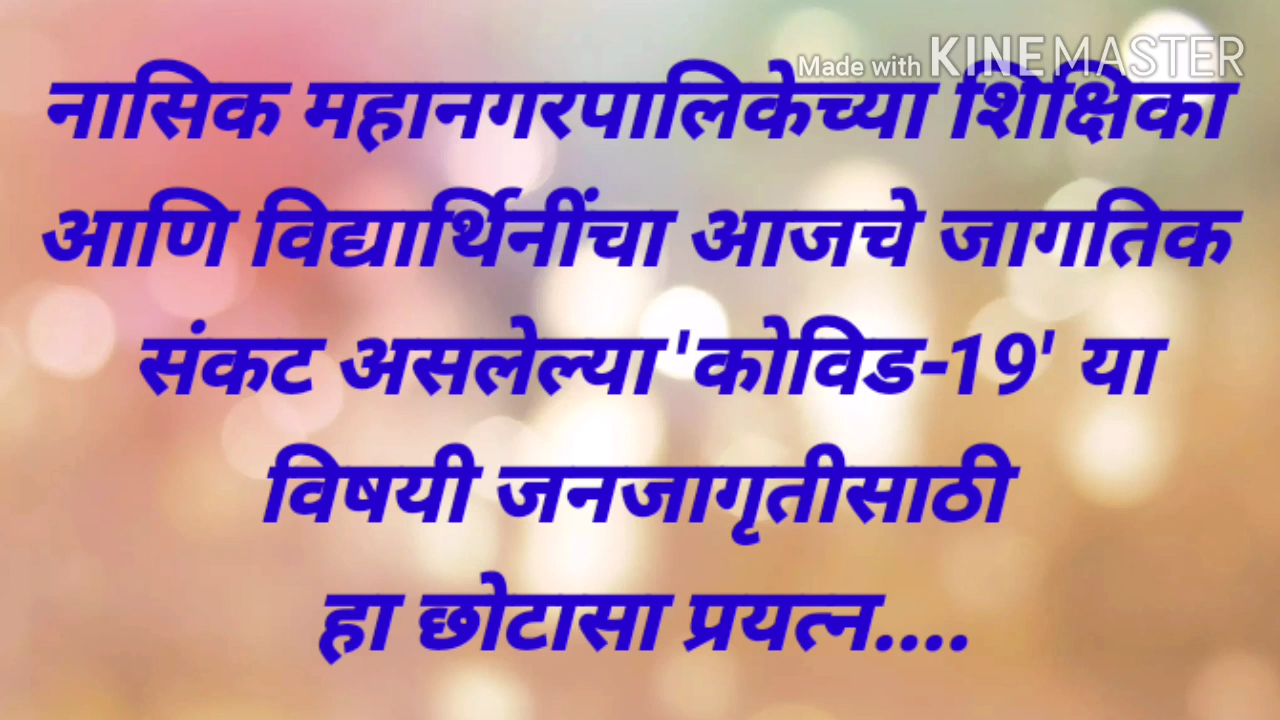 Made with KINEMASTER
नासिक महानगरपालिकेच्या शिक्षिका
आणि विद्यार्थिनींचा आजचे जागतिक
संकट असलेल्या 'कोविड-19' या
विषयी जनजागृतीसाठी
हा छोटासा प्रयत्न....